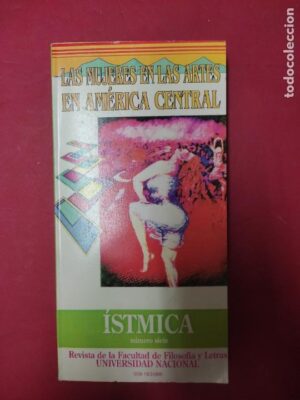 todocoleccion
LAS MUJERES EN LAS ARTES
EN AMÉRICA CENTRAL
ÍSTMICA
número siete
Revista de la Facultad de Filosofía y Letras
UNIVERSIDAD NACIONAL